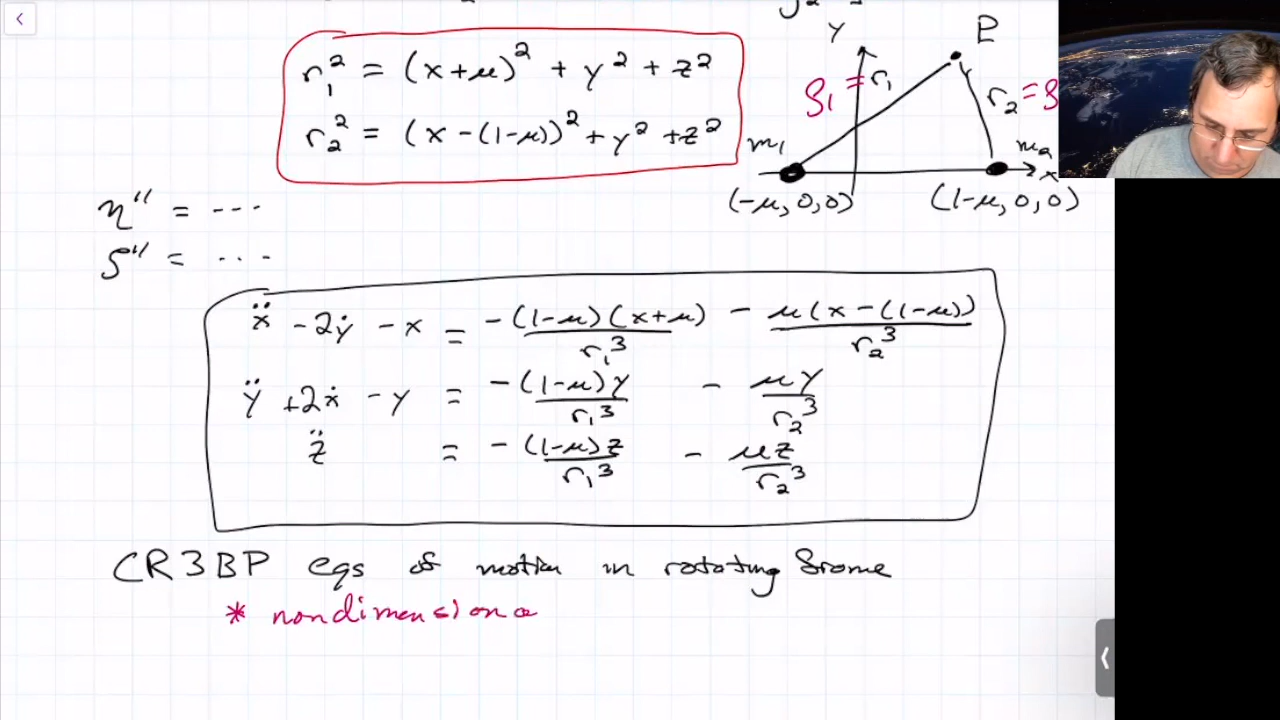 r₁² = (x+μ)² + y² + z²
r₂² = (x-(1-μ))² + y² + z²
y
P
ρ₁ = r₁
r₂ = ρ
m₁
m₂
x
(-μ, 0, 0)
(1-μ, 0, 0)
η'' = ---
ζ'' = ...
ẍ - 2ẏ - x = -(1-μ)(x+μ)/r₁³ - μ(x-(1-μ))/r₂³
ÿ + 2ẋ - y = -(1-μ)y/r₁³ - μy/r₂³
z̈ = -(1-μ)z/r₁³ - μz/r₂³
CR3BP eqs of motion in rotating frame
* nondimensiona